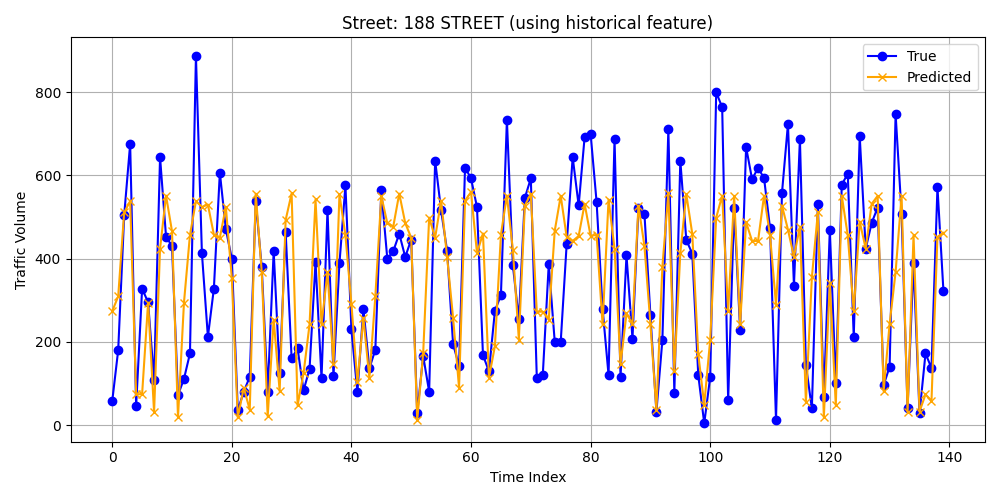 Street: 188 STREET (using historical feature)
True
Predicted
Traffic Volume
800
600
400
200
0
0 20 40 60 80 100 120 140
Time Index